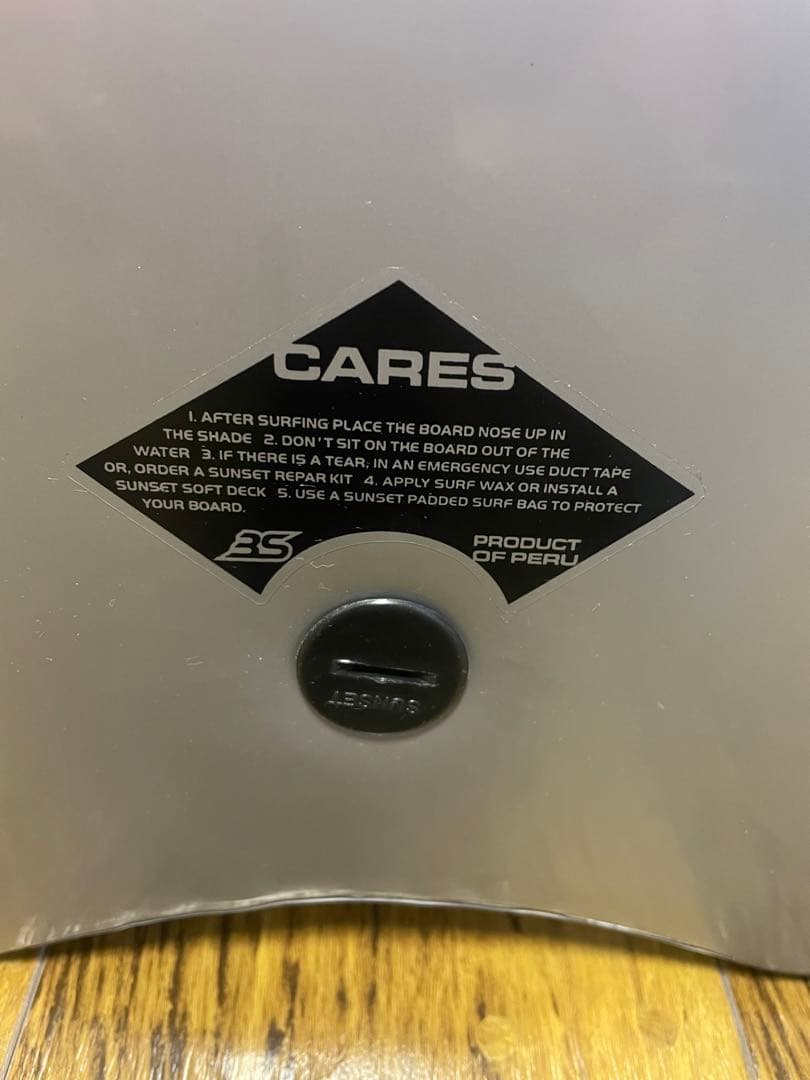 CARES
1. AFTER SURFING PLACE THE BOARD NOSE UP IN
THE SHADE 2. DON'T SIT ON THE BOARD OUT OF THE
WATER 3. IF THERE IS A TEAR, IN AN EMERGENCY USE DUCT TAPE
OR, ORDER A SUNSET REPAR KIT 4. APPLY SURF WAX OR INSTALL A
SUNSET SOFT DECK 5. USE A SUNSET PADDED SURF BAG TO PROTECT
YOUR BOARD.
BS
PRODUCT
OF PERU
SUNSET